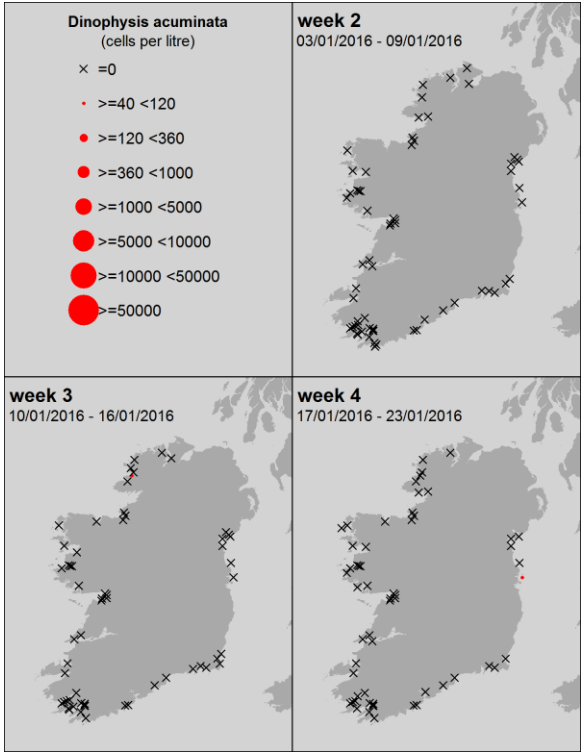 Dinophysis acuminata
(cells per litre)
=0
>=40 <120
>=120 <360
>=360 <1000
>=1000 <5000
>=5000 <10000
>=10000 <50000
>=50000
week 2
03/01/2016 - 09/01/2016
week 3
10/01/2016 - 16/01/2016
week 4
17/01/2016 - 23/01/2016